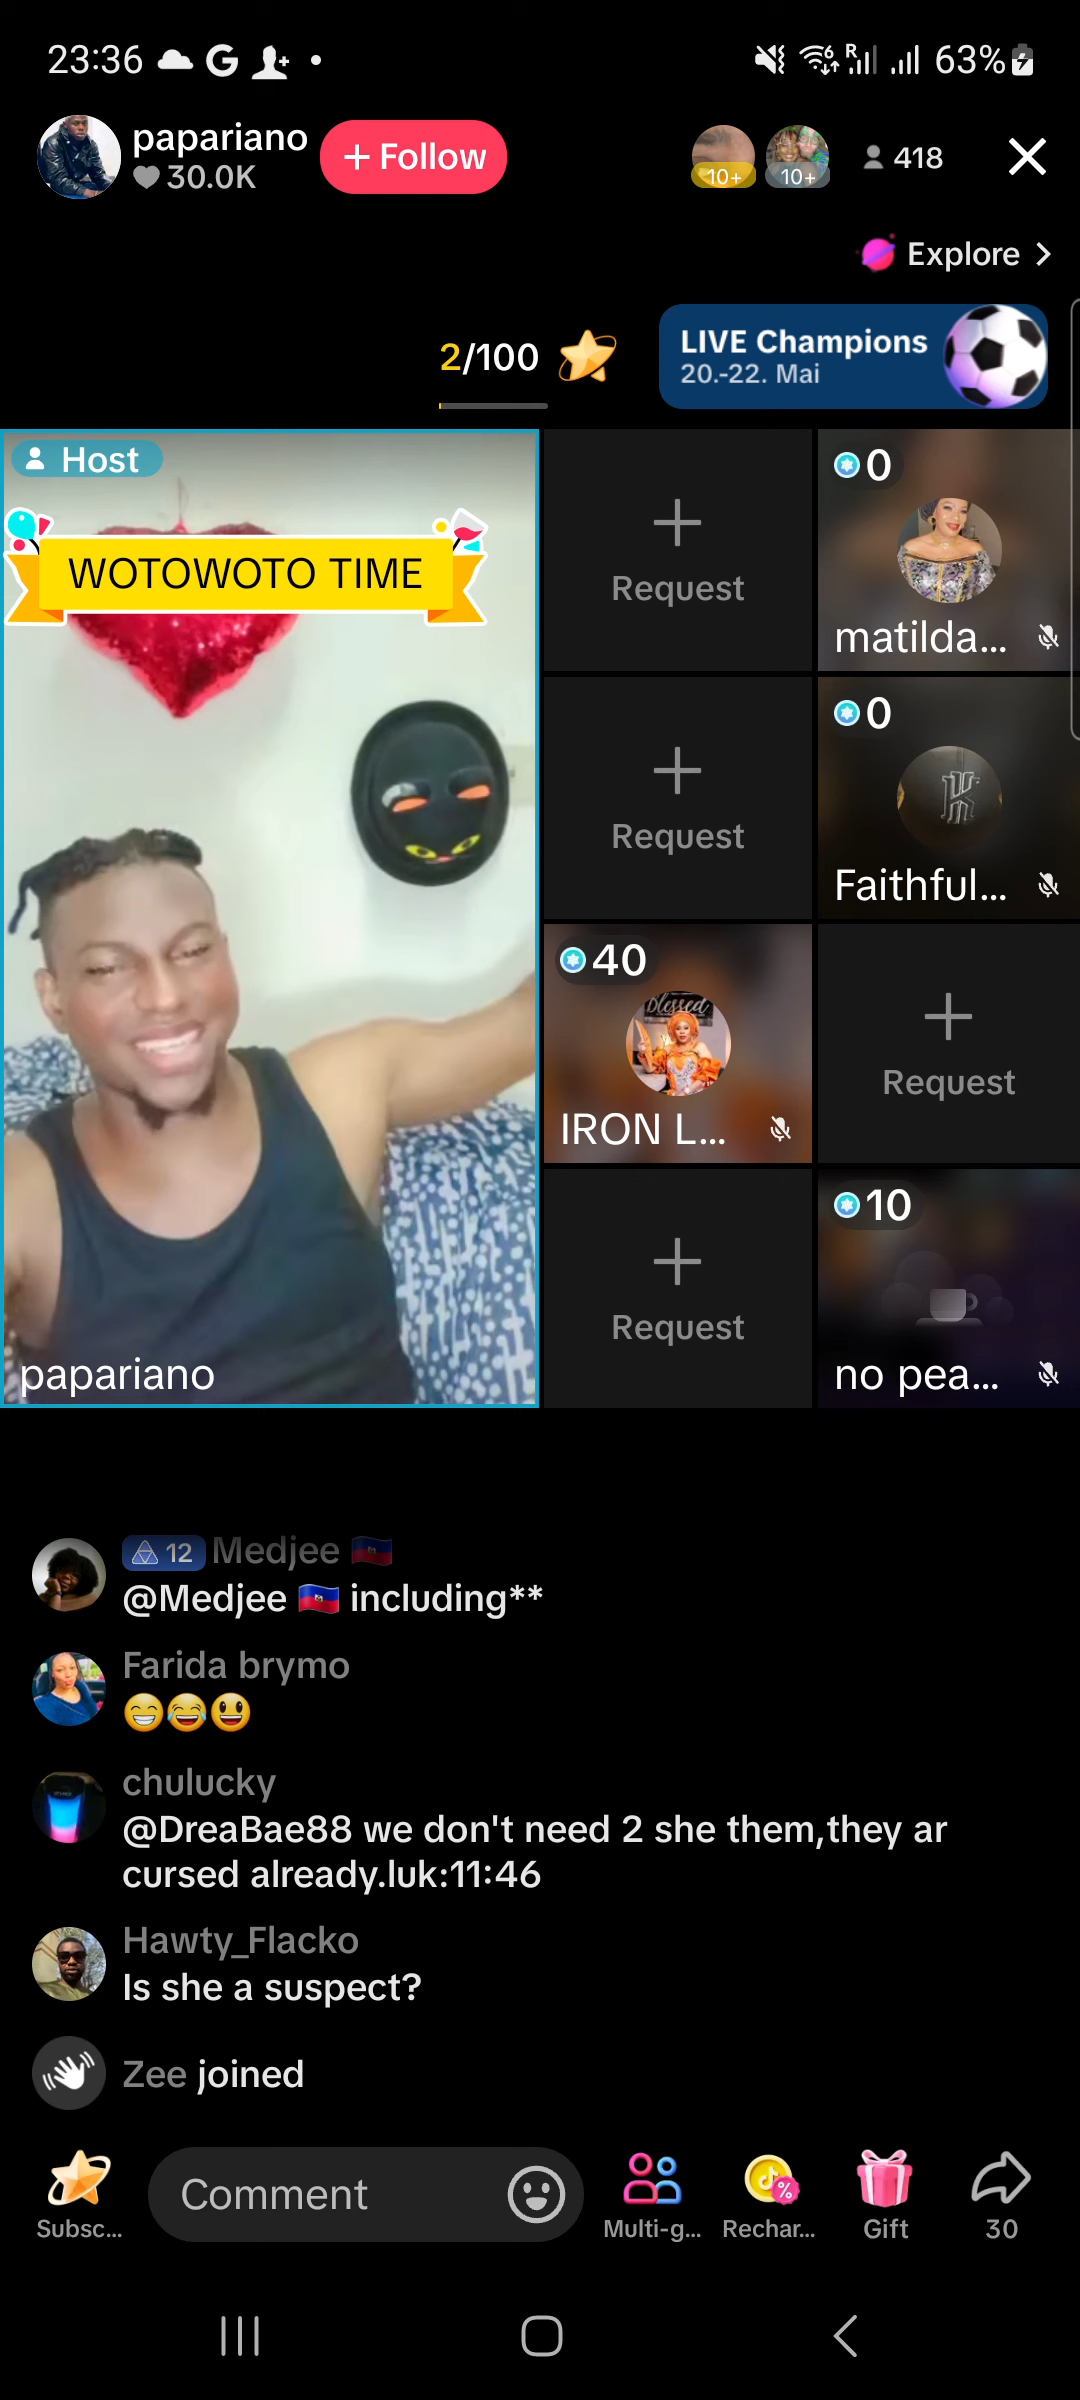 23:36
63%
papariano
30.0K
+ Follow
10+
10+
418
Explore
2/100
LIVE Champions
20.-22. Mai
Host
WOTOWOTO TIME
papariano
Request
0
matilda...
Request
0
Faithful...
40
Blessed
IRON L...
Request
Request
10
no pea...
12 Medjee 🇭🇹
@Medjee 🇭🇹 including**
Farida brymo
😁😂😃
chulucky
@DreaBae88 we don't need 2 she them,they ar
cursed already.luk:11:46
Hawty_Flacko
Is she a suspect?
Zee joined
Comment
Subsc...
Multi-g...
Rechar...
Gift
30